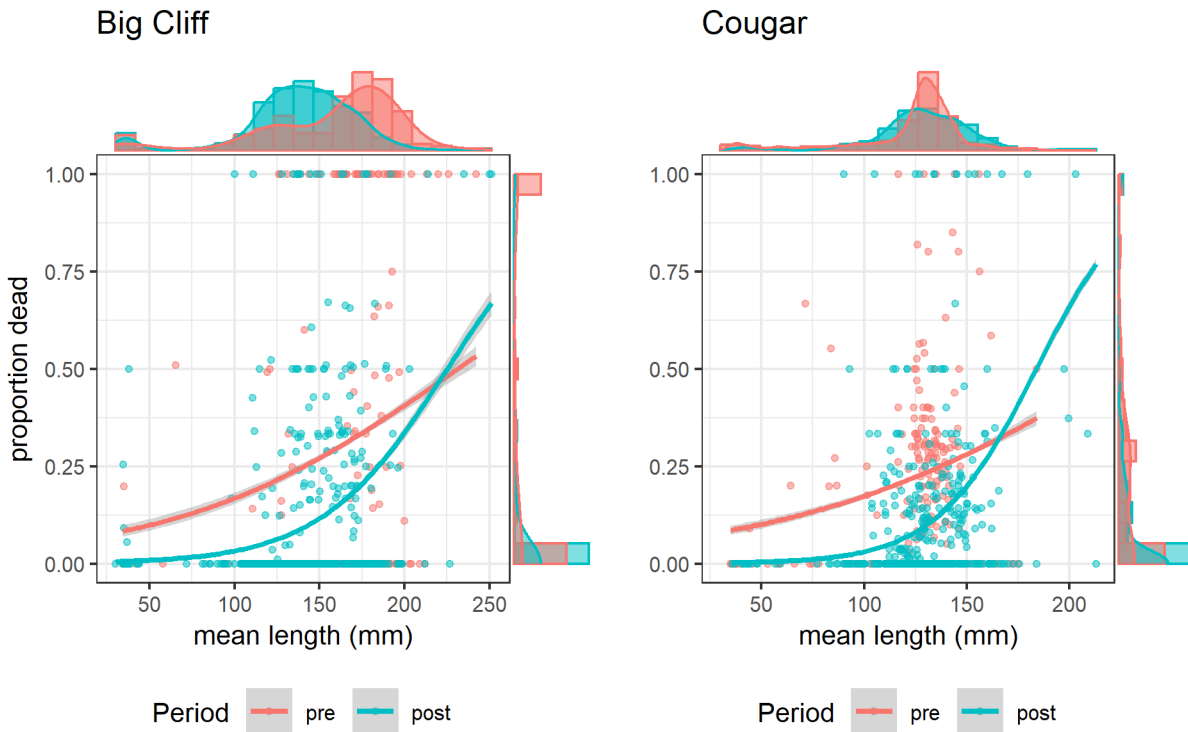 Big Cliff
Cougar
proportion dead
1.00
0.75
0.50
0.25
0.00
50 100 150 200 250
mean length (mm)
1.00
0.75
0.50
0.25
0.00
50 100 150 200
mean length (mm)
Period pre post
Period pre post